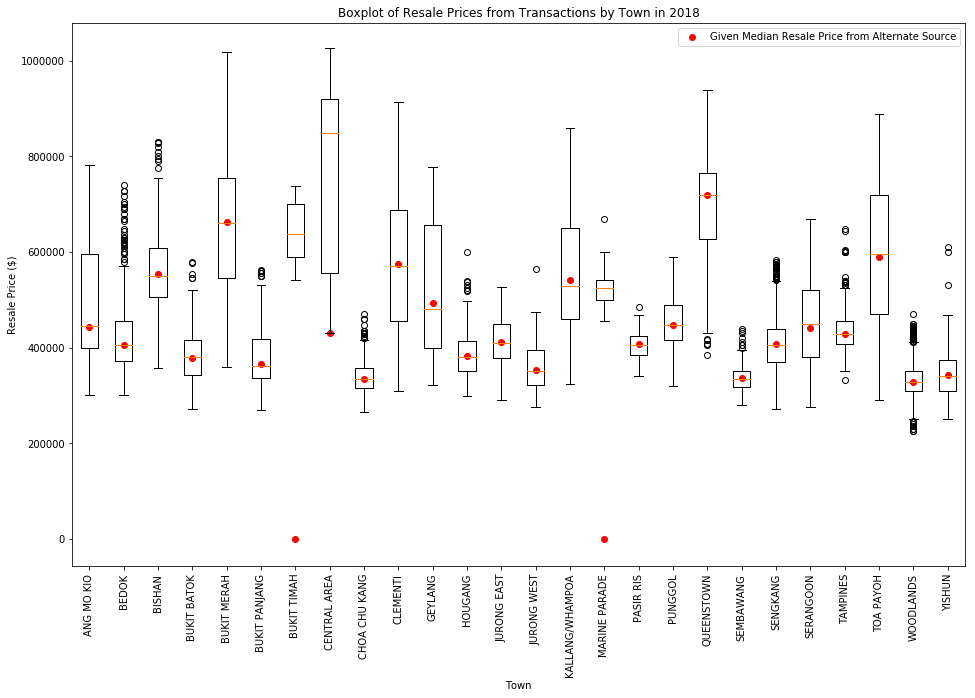 Boxplot of Resale Prices from Transactions by Town in 2018
Given Median Resale Price from Alternate Source
Resale Price ($)
1000000
800000
600000
400000
200000
0
ANG MO KIO
BEDOK
BISHAN
BUKIT BATOK
BUKIT MERAH
BUKIT PANJANG
BUKIT TIMAH
CENTRAL AREA
CHOA CHU KANG
CLEMENTI
GEYLANG
HOUGANG
JURONG EAST
JURONG WEST
KALLANG/WHAMPOA
MARINE PARADE
PASIR RIS
PUNGGOL
QUEENSTOWN
SEMBAWANG
SENGKANG
SERANGOON
TAMPINES
TOA PAYOH
WOODLANDS
YISHUN
Town